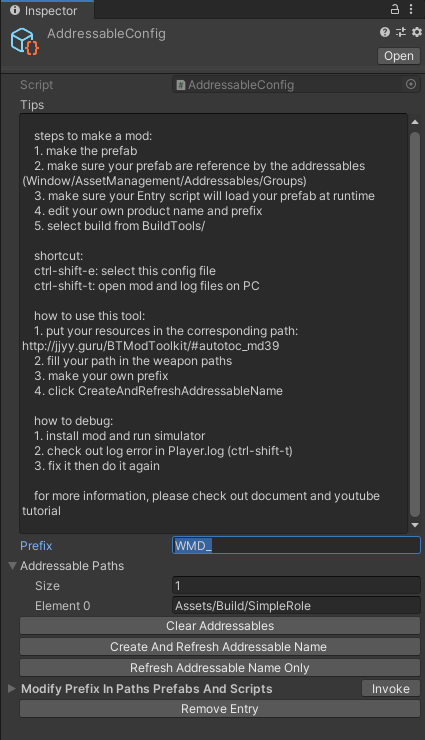 Inspector
AddressableConfig
Open
Script
AddressableConfig
Tips
steps to make a mod:
1. make the prefab
2. make sure your prefab are reference by the addressables
(Window/AssetManagement/Addressables/Groups)
3. make sure your Entry script will load your prefab at runtime
4. edit your own product name and prefix
5. select build from BuildTools/
shortcut:
ctrl-shift-e: select this config file
ctrl-shift-t: open mod and log files on PC
how to use this tool:
1. put your resources in the corresponding path:
http://jjyy.guru/BTModToolkit/#autotoc_md39
2. fill your path in the weapon paths
3. make your own prefix
4. click CreateAndRefreshAddressableName
how to debug:
1. install mod and run simulator
2. check out log error in Player.log (ctrl-shift-t)
3. fix it then do it again
for more information, please check out document and youtube
tutorial
Prefix
WMD_
Addressable Paths
Size
1
Element 0
Assets/Build/SimpleRole
Clear Addressables
Create And Refresh Addressable Name
Refresh Addressable Name Only
Modify Prefix In Paths Prefabs And Scripts
Invoke
Remove Entry